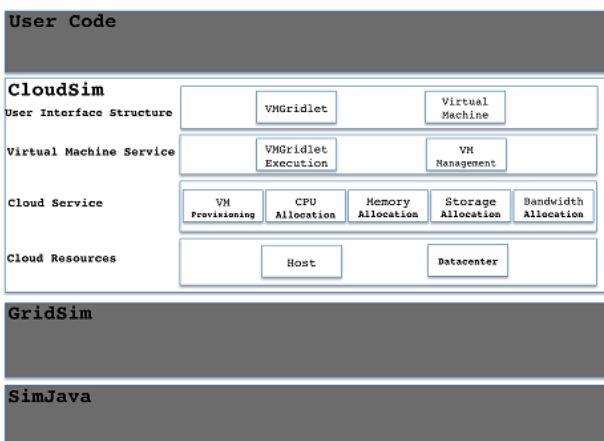 User Code
CloudSim
User Interface Structure
VMGridlet
Virtual
Machine
Virtual Machine Service
VMGridlet
Execution
VM
Management
Cloud Service
VM
Provisioning
CPU
Allocation
Memory
Allocation
Storage
Allocation
Bandwidth
Allocation
Cloud Resources
Host
Datacenter
GridSim
SimJava